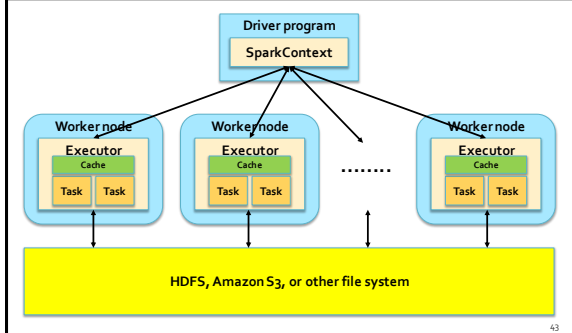 Driver program
SparkContext
Worker node
Worker node
Worker node
Executor
Executor
Executor
Cache
Cache
Cache
........
Task Task
Task Task
Task Task
HDFS, Amazon S3, or other file system
43